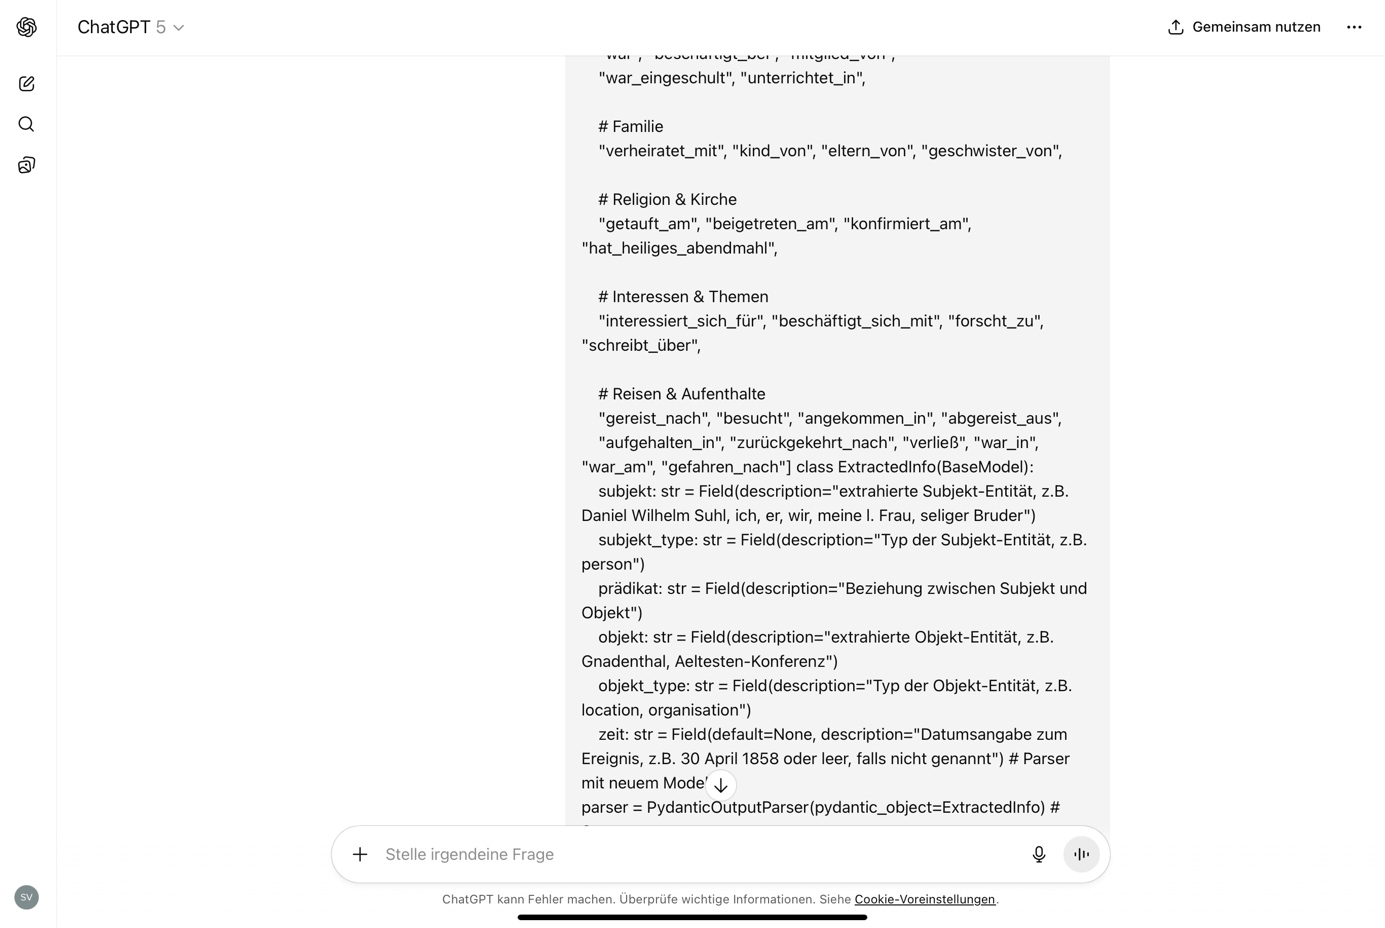 ChatGPT 5
Gemeinsam nutzen
"war", "beschäftigt_bei", "mitglied_von",
"war_eingeschult", "unterrichtet_in",
# Familie
"verheiratet_mit", "kind_von", "eltern_von", "geschwister_von",
# Religion & Kirche
"getauft_am", "beigetreten_am", "konfirmiert_am",
"hat_heiliges_abendmahl",
# Interessen & Themen
"interessiert_sich_für", "beschäftigt_sich_mit", "forscht_zu",
"schreibt_über",
# Reisen & Aufenthalte
"gereist_nach", "besucht", "angekommen_in", "abgereist_aus",
"aufgehalten_in", "zurückgekehrt_nach", "verließ", "war_in",
"war_am", "gefahren_nach"] class ExtractedInfo(BaseModel):
subjekt: str = Field(description="extrahierte Subjekt-Entität, z.B.
Daniel Wilhelm Suhl, ich, er, wir, meine l. Frau, seliger Bruder")
subjekt_type: str = Field(description="Typ der Subjekt-Entität, z.B.
person")
prädikat: str = Field(description="Beziehung zwischen Subjekt und
Objekt")
objekt: str = Field(description="extrahierte Objekt-Entität, z.B.
Gnadenthal, Aeltesten-Konferenz")
objekt_type: str = Field(description="Typ der Objekt-Entität, z.B.
location, organisation")
zeit: str = Field(default=None, description="Datumsangabe zum
Ereignis, z.B. 30 April 1858 oder leer, falls nicht genannt") # Parser
mit neuem Model
parser = PydanticOutputParser(pydantic_object=ExtractedInfo) #
Stelle irgendeine Frage
SV
ChatGPT kann Fehler machen. Überprüfe wichtige Informationen. Siehe Cookie-Voreinstellungen.